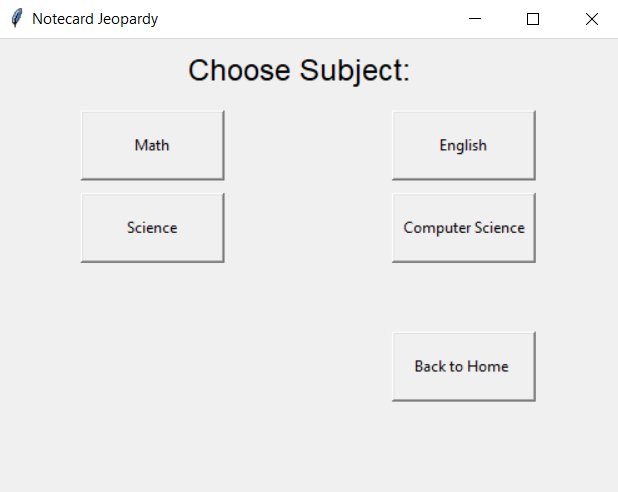 Notecard Jeopardy
Choose Subject:
Math
English
Science
Computer Science
Back to Home